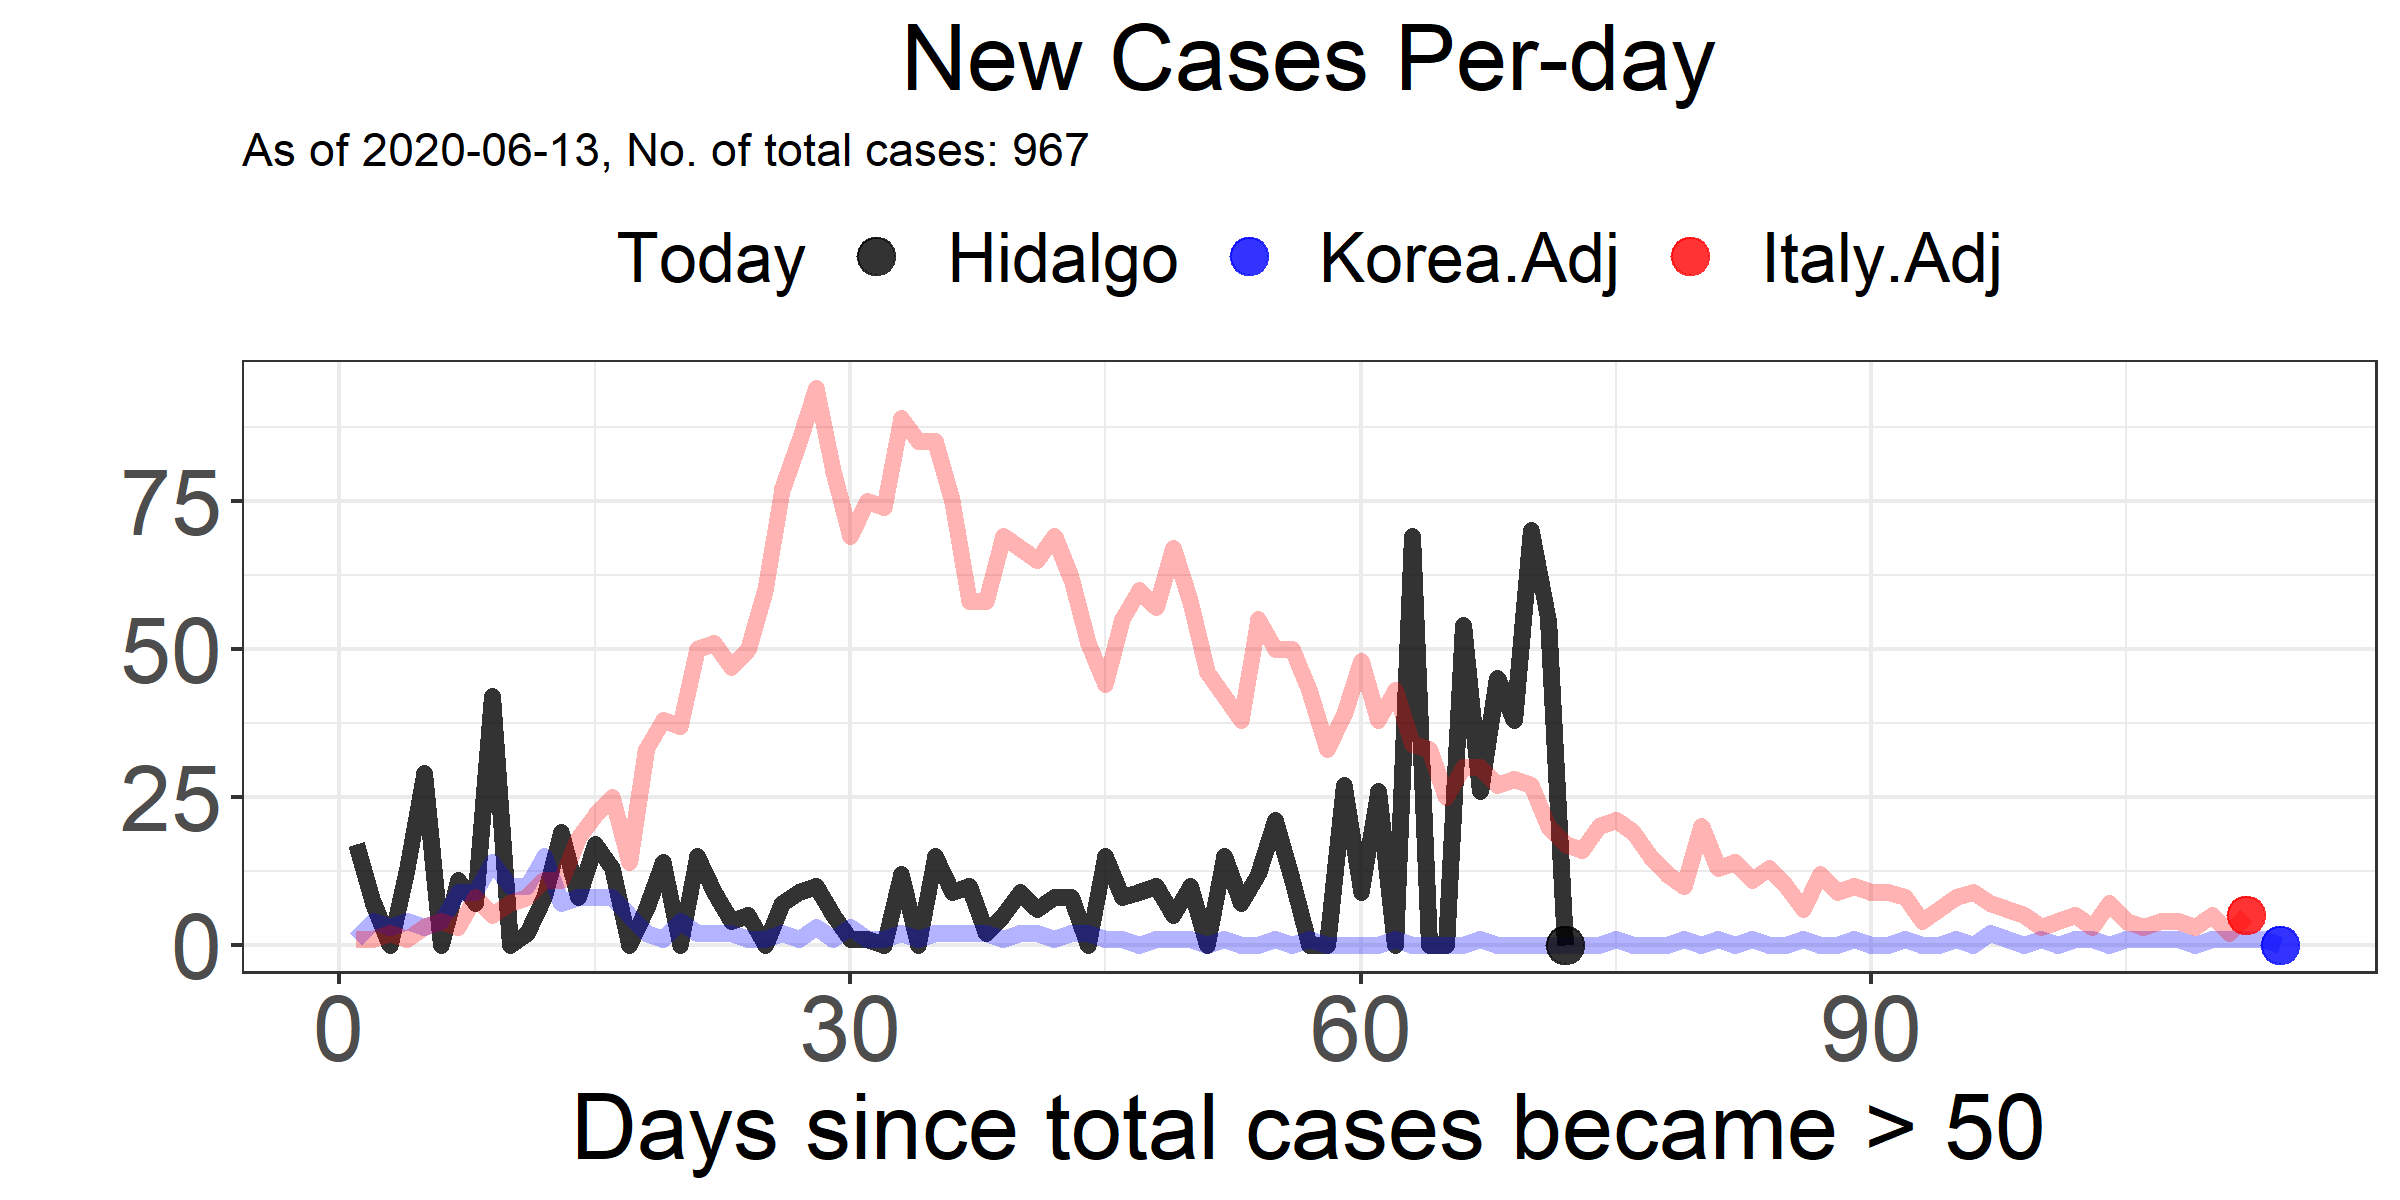 New Cases Per-day
As of 2020-06-13, No. of total cases: 967
Today Hidalgo Korea.Adj Italy.Adj
75
50
25
0
0 30 60 90
Days since total cases became > 50